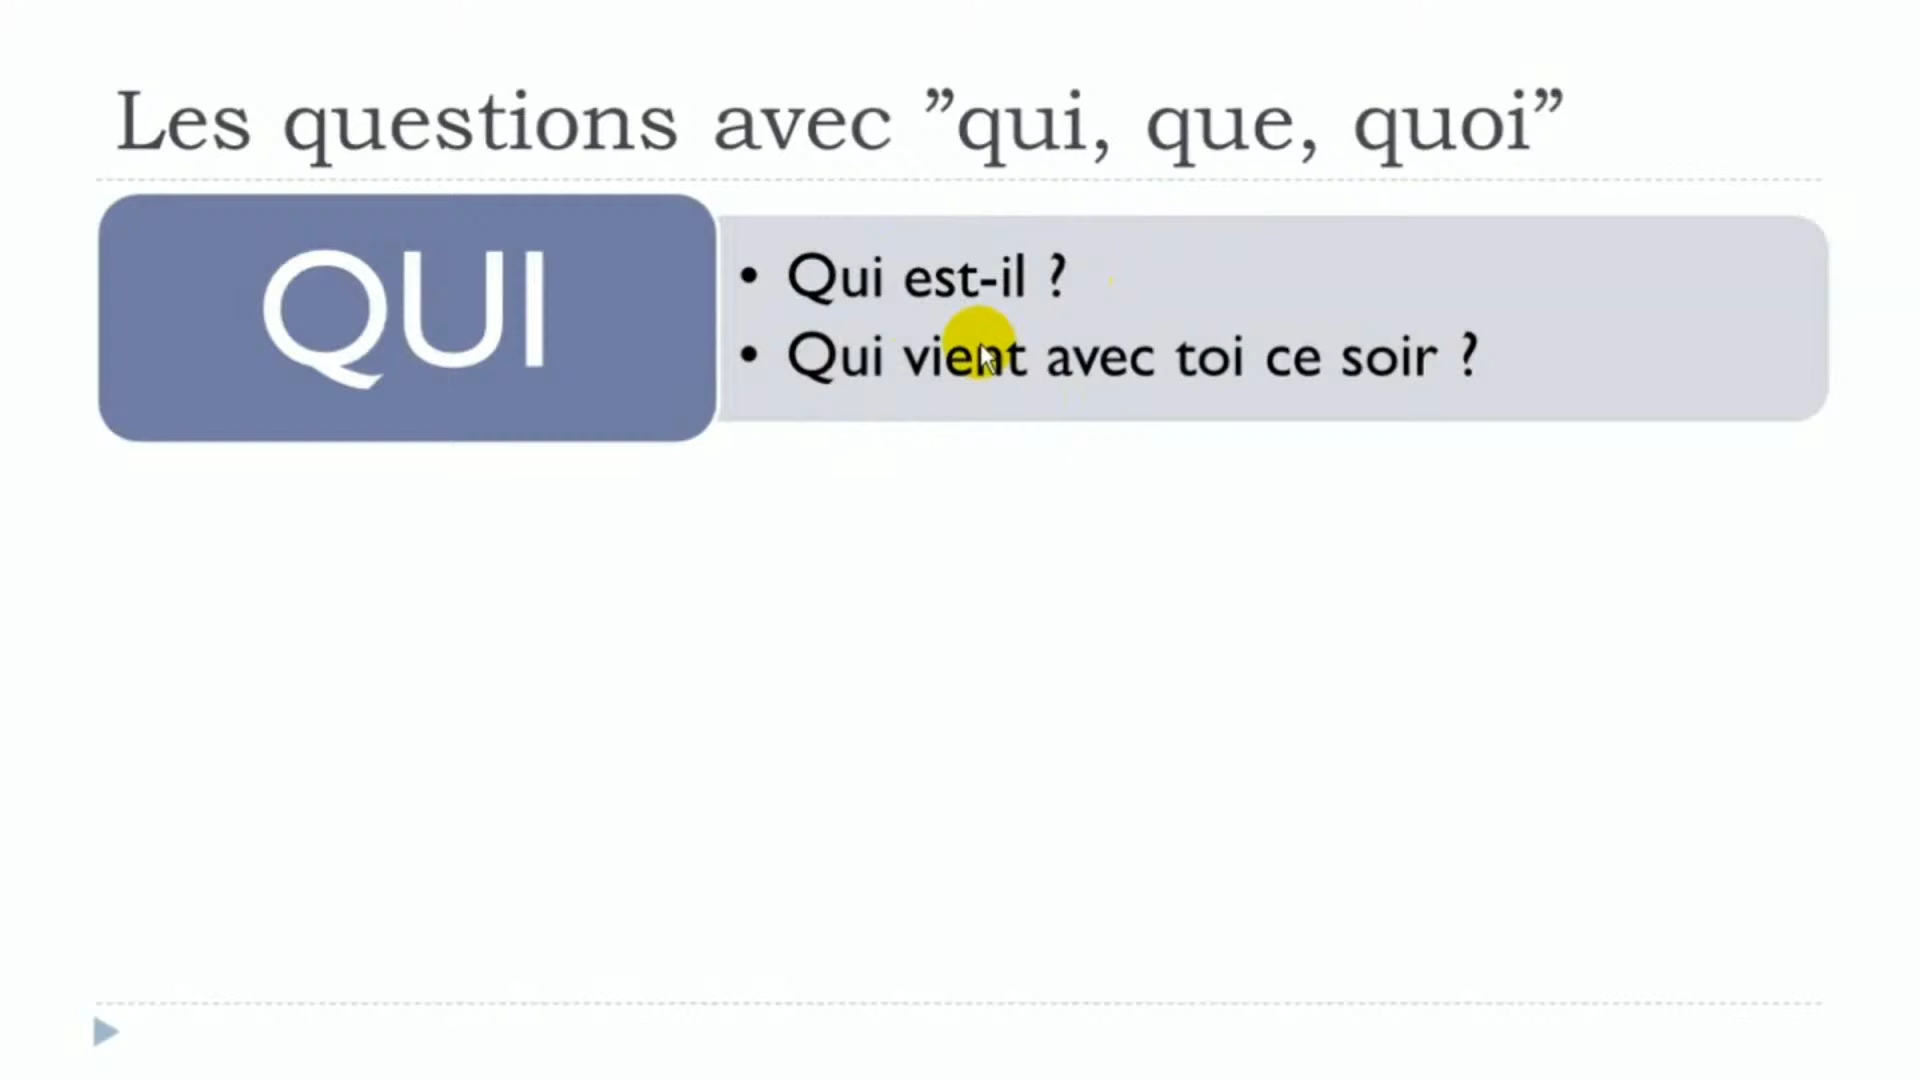 Les questions avec ”qui, que, quoi”
QUI
• Qui est-il ?
• Qui vient avec toi ce soir ?